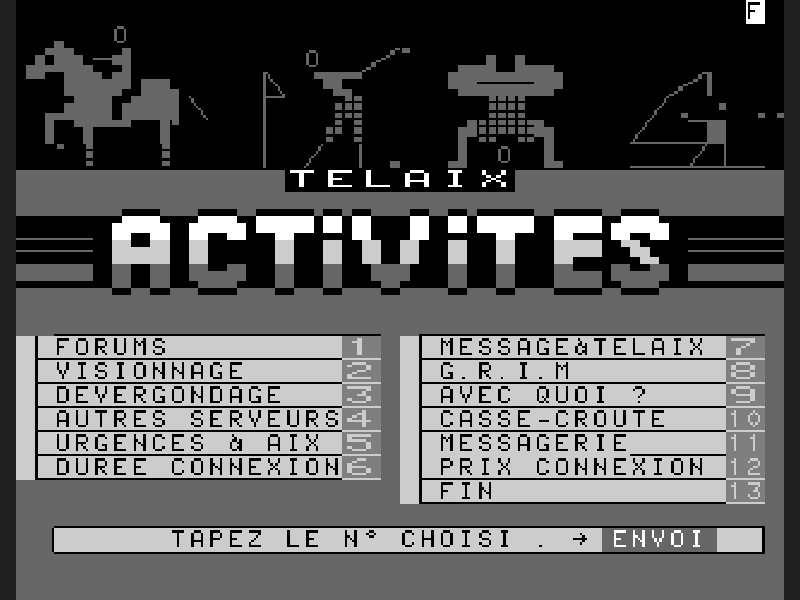 F
TELAIX
ACTiViTES
FORUMS 1
VISIONNAGE 2
DEVERGONDAGE 3
AUTRES SERVEURS 4
URGENCES à AIX 5
DUREE CONNEXION 6
MESSAGE&TELAIX 7
G.R.I.M 8
AVEC QUOI ? 9
CASSE-CROUTE 10
MESSAGERIE 11
PRIX CONNEXION 12
FIN 13
TAPEZ LE N° CHOISI . → ENVOI